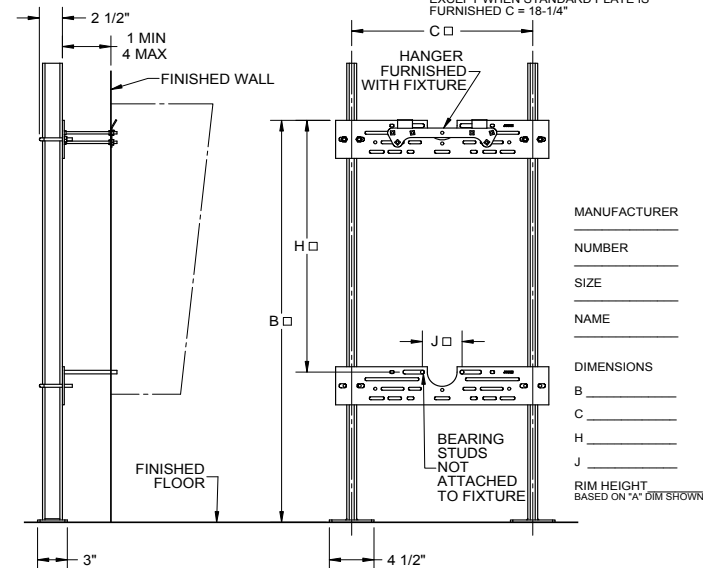 EXCEPT WHEN STANDARD PLATE IS
FURNISHED C = 18-1/4"
2 1/2"
1 MIN
4 MAX
FINISHED WALL
C □
HANGER
FURNISHED
WITH FIXTURE
H □
B □
J □
BEARING
STUDS
NOT
ATTACHED
TO FIXTURE
FINISHED
FLOOR
3"
4 1/2"
MANUFACTURER
NUMBER
SIZE
NAME
DIMENSIONS
B
C
H
J
RIM HEIGHT
BASED ON "A" DIM SHOWN